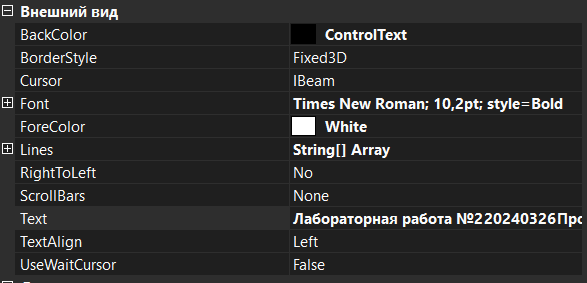 Внешний вид
BackColor ControlText
BorderStyle Fixed3D
Cursor IBeam
Font Times New Roman; 10,2pt; style=Bold
ForeColor White
Lines String[] Array
RightToLeft No
ScrollBars None
Text Лабораторная работа №220240326Про
TextAlign Left
UseWaitCursor False